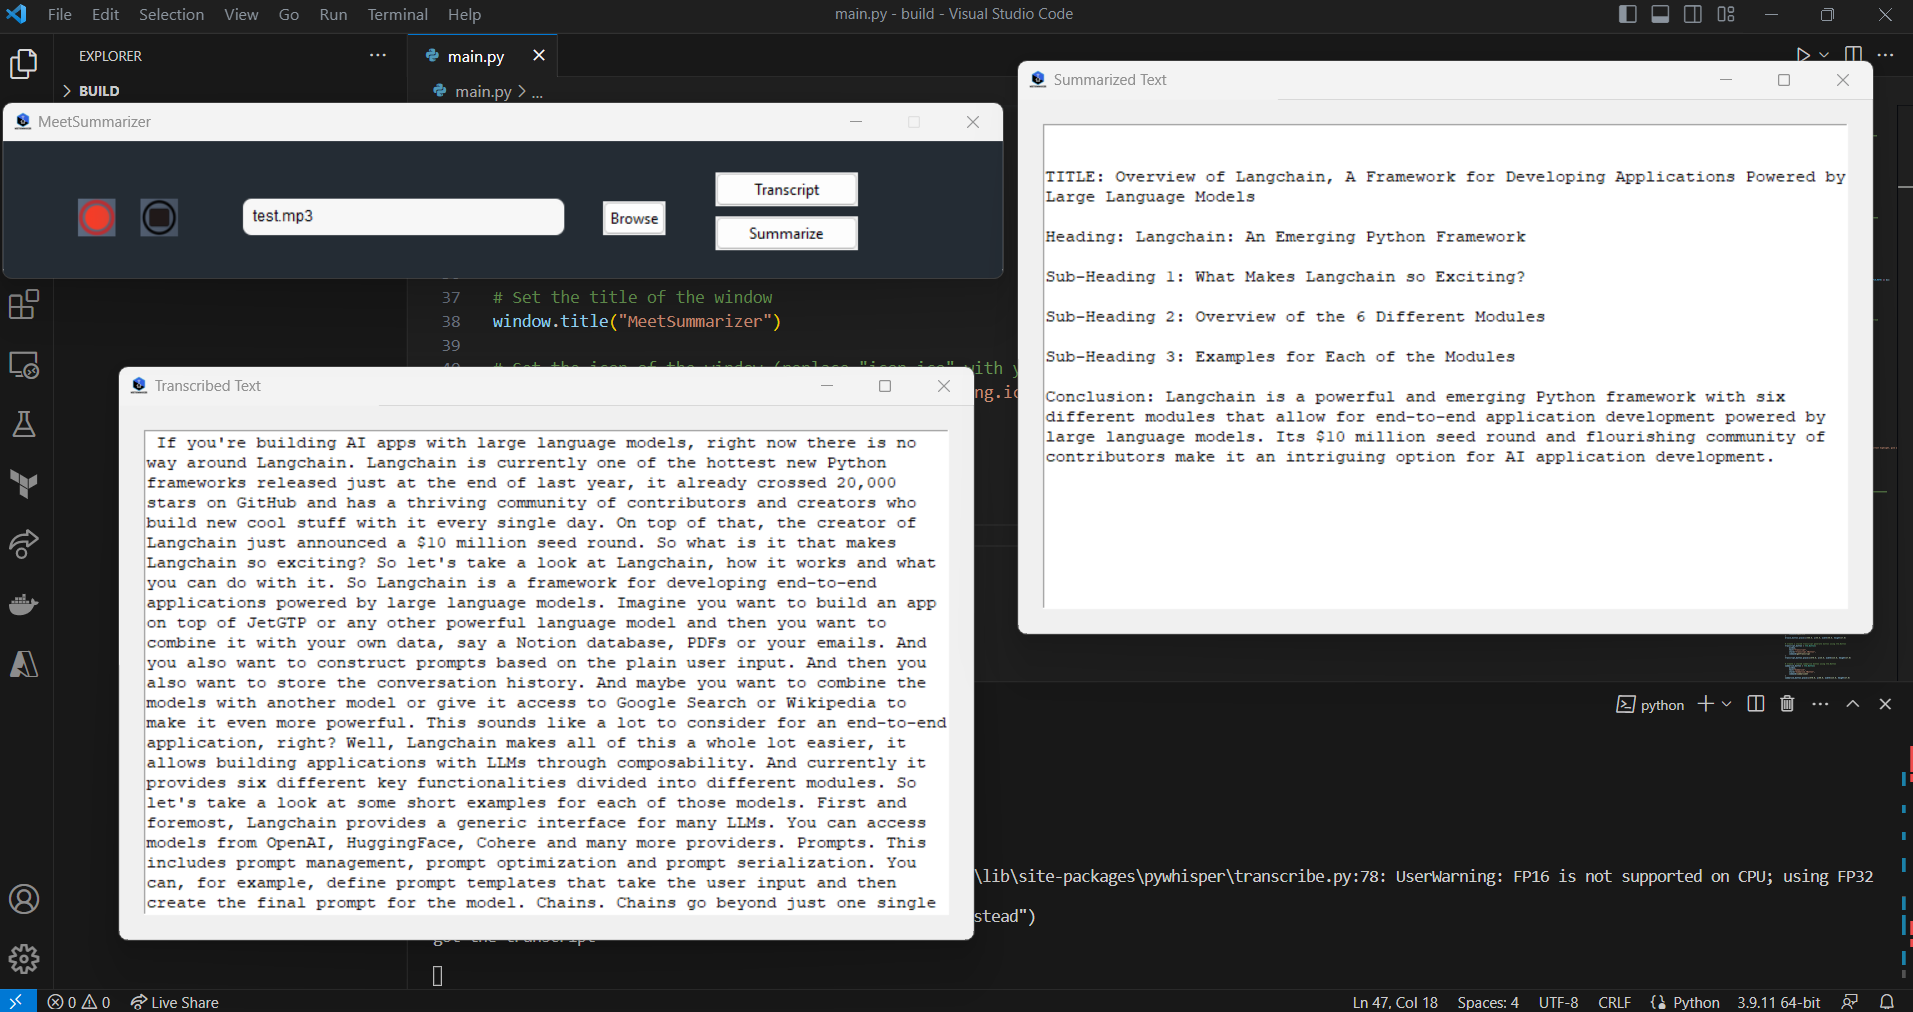 File Edit Selection View Go Run Terminal Help
main.py - build - Visual Studio Code
EXPLORER
BUILD
main.py
main.py > ...
MeetSummarizer
test.mp3
Browse
Transcript
Summarize
37 # Set the title of the window
38 window.title("MeetSummarizer")
39
Transcribed Text
If you're building AI apps with large language models, right now there is no
way around Langchain. Langchain is currently one of the hottest new Python
frameworks released just at the end of last year, it already crossed 20,000
stars on GitHub and has a thriving community of contributors and creators who
build new cool stuff with it every single day. On top of that, the creator of
Langchain just announced a $10 million seed round. So what is it that makes
Langchain so exciting? So let's take a look at Langchain, how it works and what
you can do with it. So Langchain is a framework for developing end-to-end
applications powered by large language models. Imagine you want to build an app
on top of JetGTP or any other powerful language model and then you want to
combine it with your own data, say a Notion database, PDFs or your emails. And
you also want to construct prompts based on the plain user input. And then you
also want to store the conversation history. And maybe you want to combine the
models with another model or give it access to Google Search or Wikipedia to
make it even more powerful. This sounds like a lot to consider for an end-to-end
application, right? Well, Langchain makes all of this a whole lot easier, it
allows building applications with LLMs through composability. And currently it
provides six different key functionalities divided into different modules. So
let's take a look at some short examples for each of those models. First and
foremost, Langchain provides a generic interface for many LLMs. You can access
models from OpenAI, HuggingFace, Cohere and many more providers. Prompts. This
includes prompt management, prompt optimization and prompt serialization. You
can, for example, define prompt templates that take the user input and then
create the final prompt for the model. Chains. Chains go beyond just one single
Summarized Text
TITLE: Overview of Langchain, A Framework for Developing Applications Powered by
Large Language Models
Heading: Langchain: An Emerging Python Framework
Sub-Heading 1: What Makes Langchain so Exciting?
Sub-Heading 2: Overview of the 6 Different Modules
Sub-Heading 3: Examples for Each of the Modules
Conclusion: Langchain is a powerful and emerging Python framework with six
different modules that allow for end-to-end application development powered by
large language models. Its $10 million seed round and flourishing community of
contributors make it an intriguing option for AI application development.
python
\lib\site-packages\pywhisper\transcribe.py:78: UserWarning: FP16 is not supported on CPU; using FP32
stead")
got the transcript
0 0 Live Share
Ln 47, Col 18 Spaces: 4 UTF-8 CRLF Python 3.9.11 64-bit